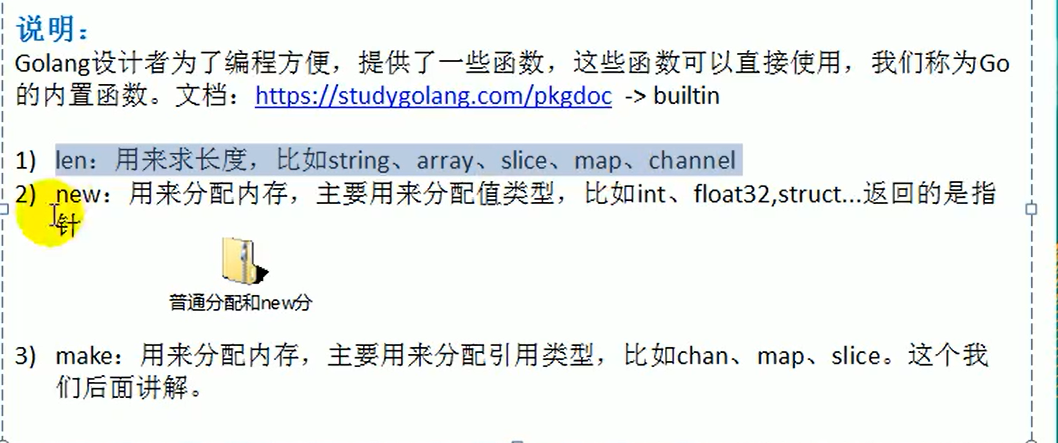 说明：
Golang设计者为了编程方便，提供了一些函数，这些函数可以直接使用，我们称为Go
的内置函数。文档：https://studygolang.com/pkgdoc -> builtin
1) len：用来求长度，比如string、array、slice、map、channel
2) new：用来分配内存，主要用来分配值类型，比如int、float32,struct...返回的是指
针
普通分配和new分
3) make：用来分配内存，主要用来分配引用类型，比如chan、map、slice。这个我
们后面讲解。